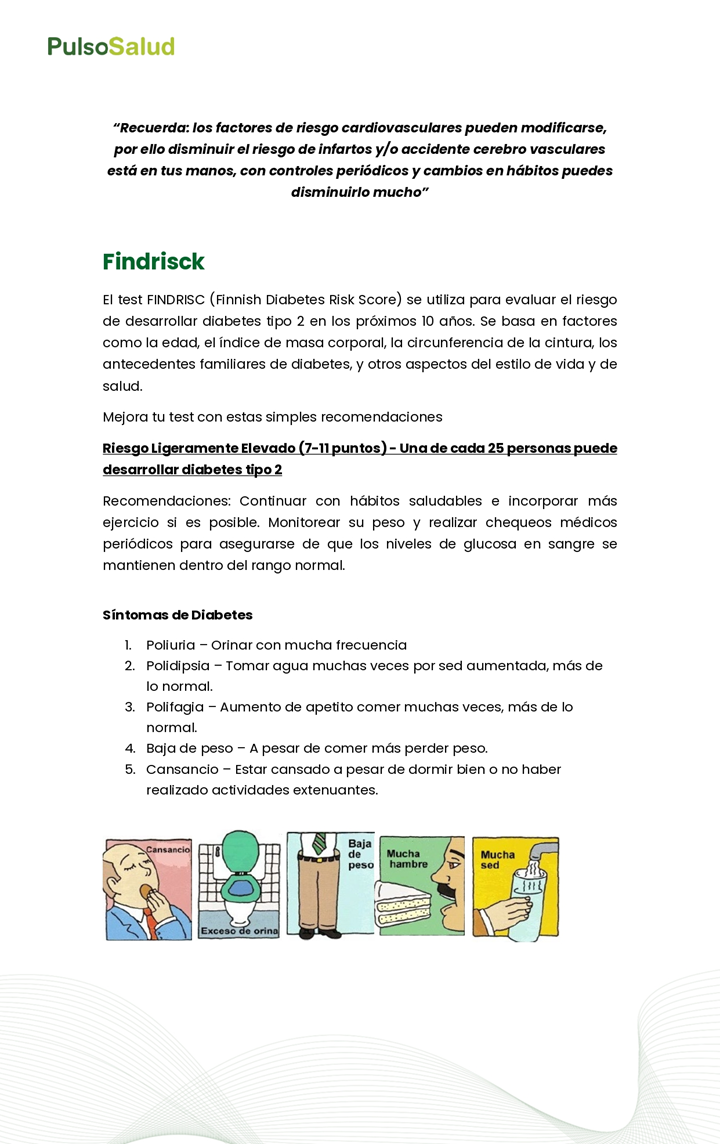 PulsoSalud
“Recuerda: los factores de riesgo cardiovasculares pueden modificarse,
por ello disminuir el riesgo de infartos y/o accidente cerebro vasculares
está en tus manos, con controles periódicos y cambios en hábitos puedes
disminuirlo mucho”
Findrisck
El test FINDRISC (Finnish Diabetes Risk Score) se utiliza para evaluar el riesgo
de desarrollar diabetes tipo 2 en los próximos 10 años. Se basa en factores
como la edad, el índice de masa corporal, la circunferencia de la cintura, los
antecedentes familiares de diabetes, y otros aspectos del estilo de vida y de
salud.
Mejora tu test con estas simples recomendaciones
Riesgo Ligeramente Elevado (7-11 puntos) - Una de cada 25 personas puede
desarrollar diabetes tipo 2
Recomendaciones: Continuar con hábitos saludables e incorporar más
ejercicio si es posible. Monitorear su peso y realizar chequeos médicos
periódicos para asegurarse de que los niveles de glucosa en sangre se
mantienen dentro del rango normal.
Síntomas de Diabetes
1. Poliuria – Orinar con mucha frecuencia
2. Polidipsia – Tomar agua muchas veces por sed aumentada, más de
lo normal.
3. Polifagia – Aumento de apetito comer muchas veces, más de lo
normal.
4. Baja de peso – A pesar de comer más perder peso.
5. Cansancio – Estar cansado a pesar de dormir bien o no haber
realizado actividades extenuantes.
Cansancio
Exceso de orina
Baja
de
peso
Mucha
hambre
Mucha
sed